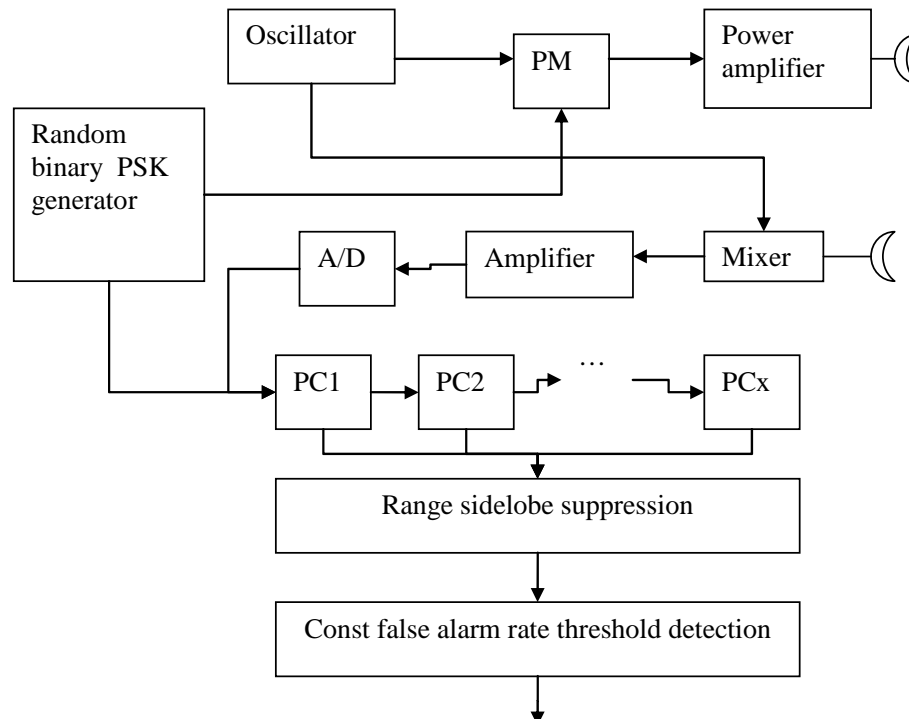 Oscillator
PM
Power
amplifier
Random
binary PSK
generator
A/D
Amplifier
Mixer
PC1
PC2
…
PCx
Range sidelobe suppression
Const false alarm rate threshold detection